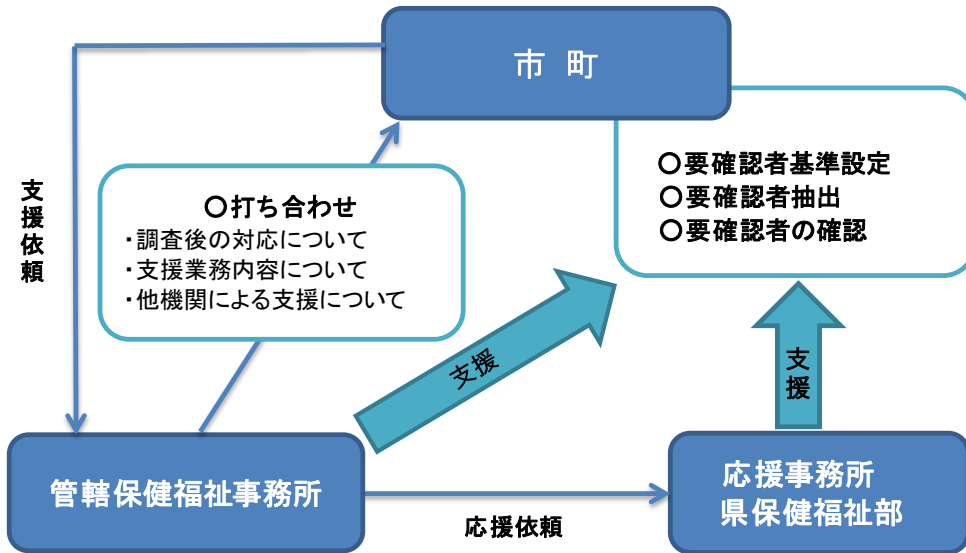 市 町
〇要確認者基準設定
〇要確認者抽出
〇要確認者の確認
支援依頼
〇打ち合わせ
・調査後の対応について
・支援業務内容について
・他機関による支援について
支援
支援
管轄保健福祉事務所
応援依頼
応援事務所
県保健福祉部